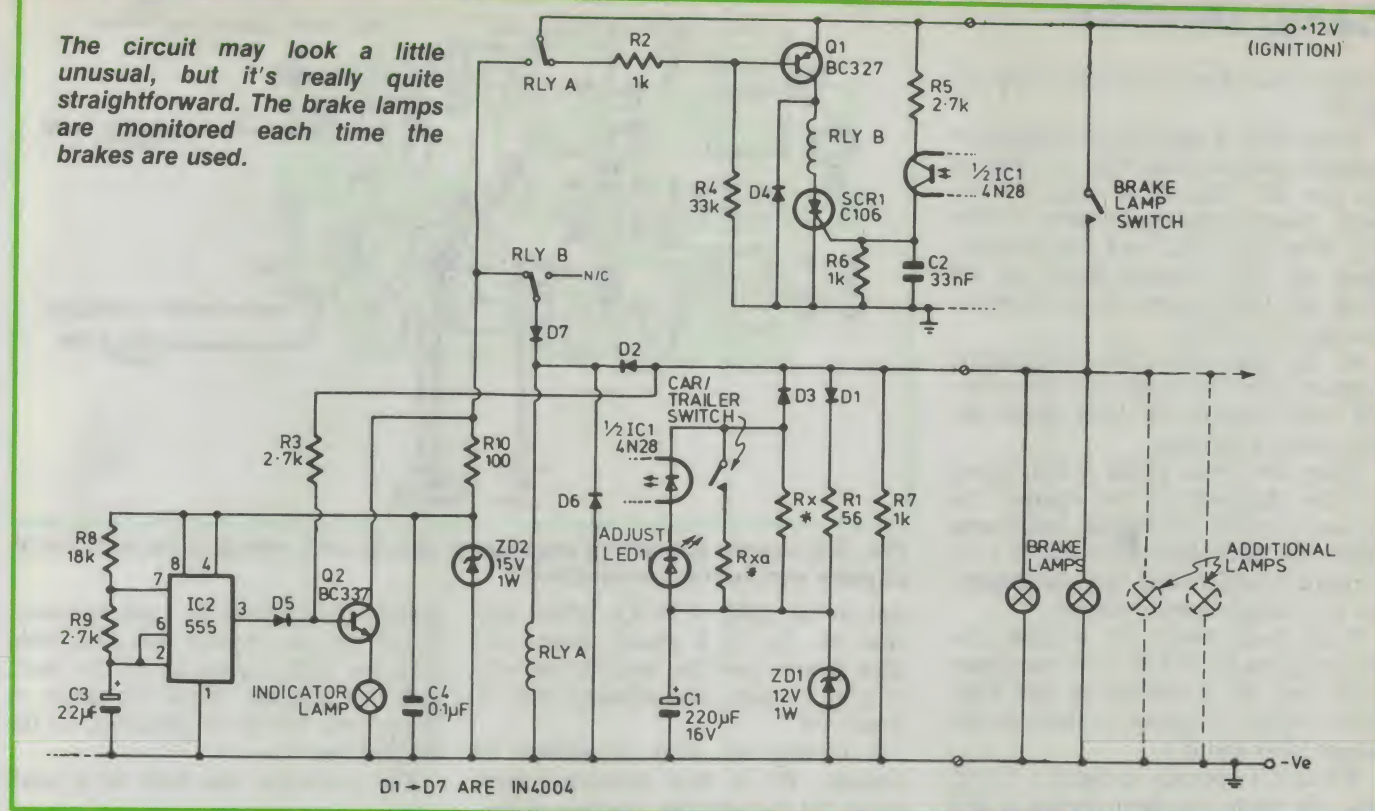 The circuit may look a little
unusual, but it's really quite
straightforward. The brake lamps
are monitored each time the
brakes are used.
RLY A
R2
1k
Q1
BC327
+12V
(IGNITION)
R5
2·7k
RLY B
R4
33k
D4
SCR1
C106
½ IC1
4N28
BRAKE
LAMP
SWITCH
R6
1k
C2
33nF
RLY B
N/C
D7
D2
CAR/
TRAILER
SWITCH
D3
D1
½ IC1
4N28
R3
2·7k
R10
100
D6
Rx
*
R1
56
R7
1k
ADJUST
LED1
Rxa
*
BRAKE
LAMPS
ADDITIONAL
LAMPS
R8
18k
8
4
7
ZD2
15V
1W
Q2
BC337
IC2
555
3
D5
R9
2·7k
6
2
1
RLY A
INDICATOR
LAMP
C3
22µF
+
C4
0·1µF
+
C1
220µF
16V
ZD1
12V
1W
-Ve
D1→D7 ARE IN4004